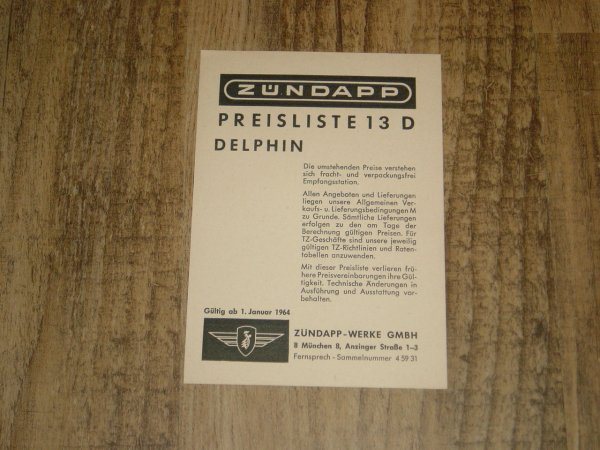 ZÜNDAPP
PREISLISTE 13 D
DELPHIN
Die umstehenden Preise verstehen
sich fracht- und verpackungsfrei
Empfangsstation.
Allen Angeboten und Lieferungen
liegen unsere Allgemeinen Ver-
kaufs- u. Lieferungsbedingungen M
zu Grunde. Sämtliche Lieferungen
erfolgen zu den am Tage der
Berechnung gültigen Preisen. Für
TZ-Geschäfte sind unsere jeweilig
gültigen TZ-Richtlinien und Raten-
tabellen anzuwenden.
Mit dieser Preisliste verlieren frü-
here Preisvereinbarungen ihre Gül-
tigkeit. Technische Änderungen in
Ausführung und Ausstattung vor-
behalten.
Gültig ab 1. Januar 1964
ZÜNDAPP-WERKE GMBH
8 München 8, Anzinger Straße 1-3
Fernsprech-Sammelnummer 4 59 31